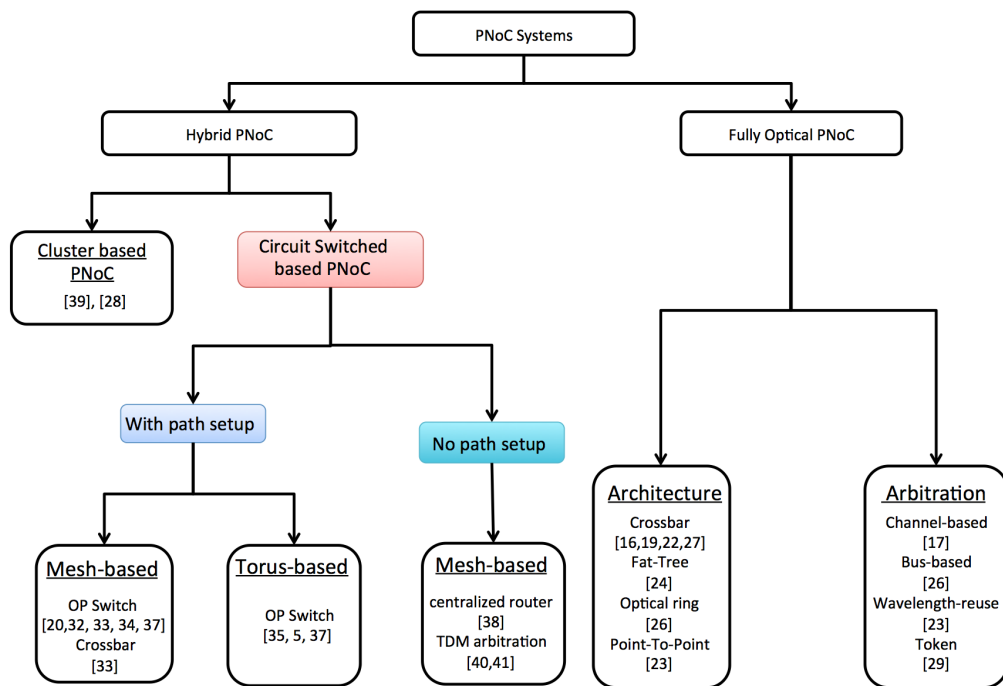 PNoC Systems
Hybrid PNoC
Fully Optical PNoC
Cluster based
PNoC
[39], [28]
Circuit Switched
based PNoC
With path setup
No path setup
Mesh-based
OP Switch
[20,32, 33, 34, 37]
Crossbar
[33]
Torus-based
OP Switch
[35, 5, 37]
Mesh-based
centralized router
[38]
TDM arbitration
[40,41]
Architecture
Crossbar
[16,19,22,27]
Fat-Tree
[24]
Optical ring
[26]
Point-To-Point
[23]
Arbitration
Channel-based
[17]
Bus-based
[26]
Wavelength-reuse
[23]
Token
[29]